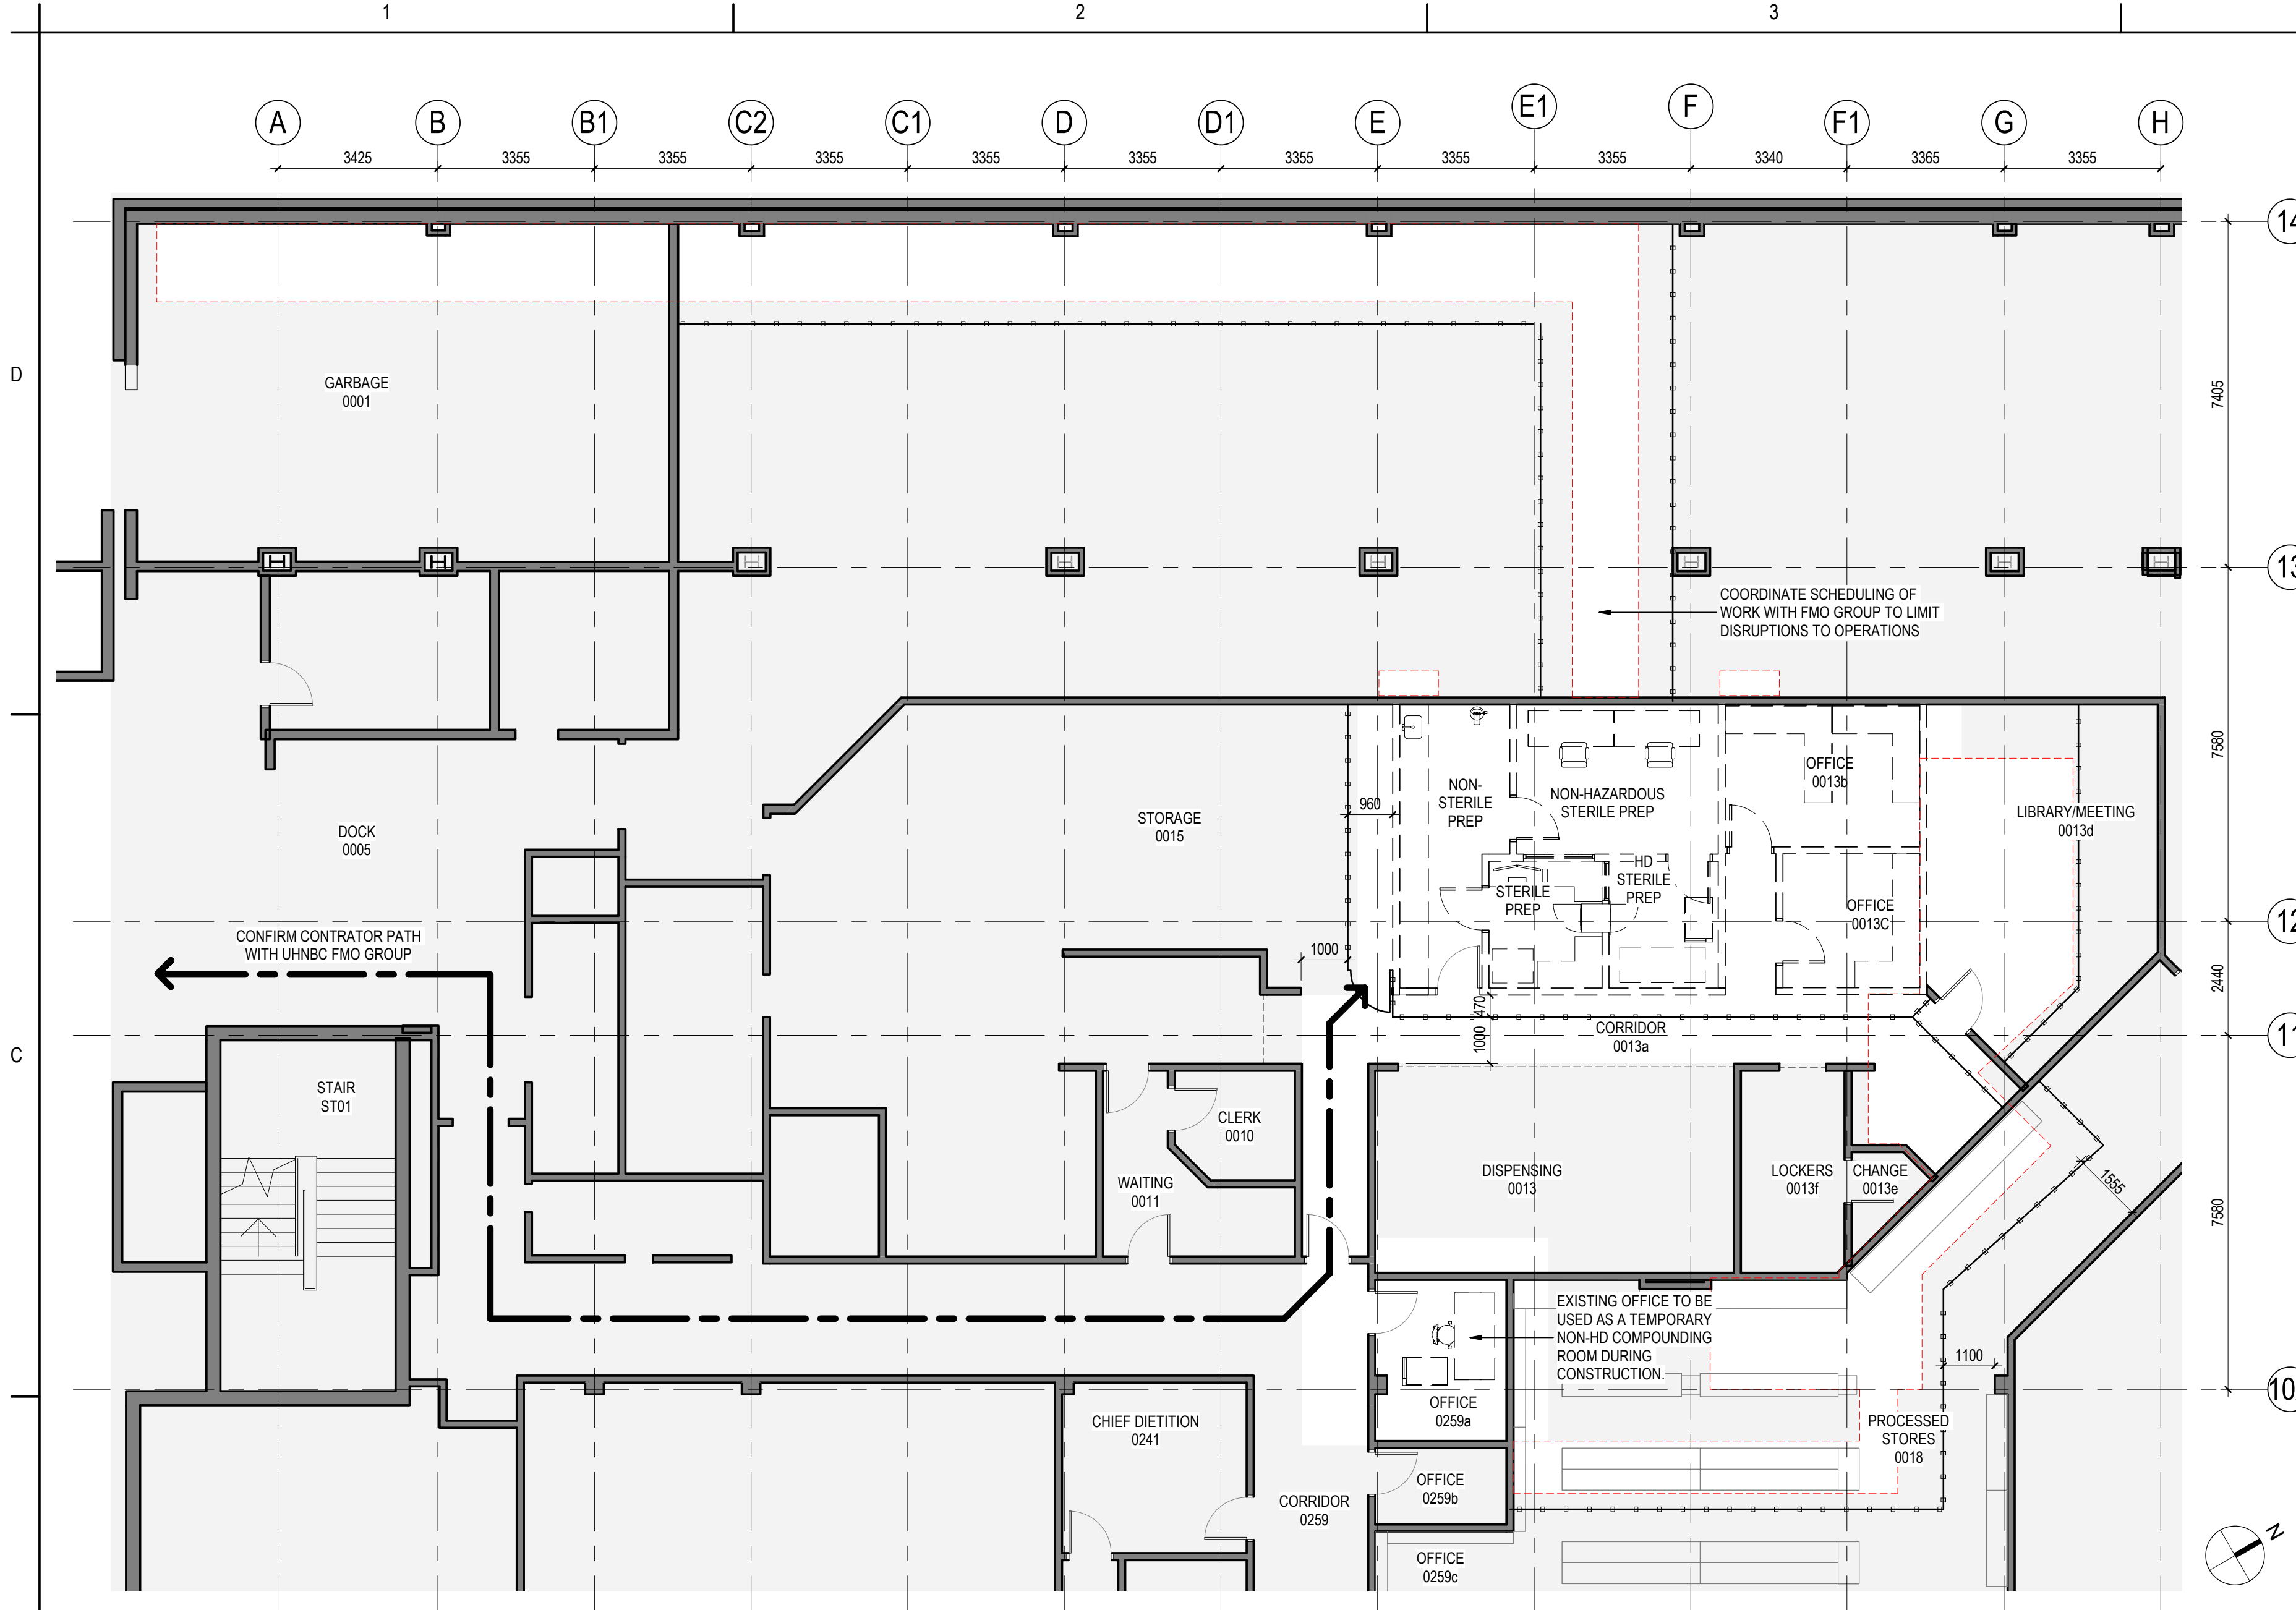 1
2
3
A
B
B1
C2
C1
D
D1
E
E1
F
F1
G
H
3425
3355
3355
3355
3355
3355
3355
3355
3355
3340
3365
3355
14
D
GARBAGE
0001
7405
13
COORDINATE SCHEDULING OF
WORK WITH FMO GROUP TO LIMIT
DISRUPTIONS TO OPERATIONS
7580
OFFICE
0013b
NON-
STERILE
PREP
NON-HAZARDOUS
STERILE PREP
960
LIBRARY/MEETING
0013d
STORAGE
0015
DOCK
0005
HD
STERILE
PREP
STERILE
PREP
OFFICE
0013C
12
CONFIRM CONTRATOR PATH
WITH UHNBC FMO GROUP
1000
2440
470
1000
CORRIDOR
0013a
11
C
STAIR
ST01
CLERK
0010
WAITING
0011
DISPENSING
0013
LOCKERS
0013f
CHANGE
0013e
1555
7580
EXISTING OFFICE TO BE
USED AS A TEMPORARY
NON-HD COMPOUNDING
ROOM DURING
CONSTRUCTION.
1100
10
OFFICE
0259a
CHIEF DIETITION
0241
PROCESSED
STORES
0018
OFFICE
0259b
CORRIDOR
0259
OFFICE
0259c
N